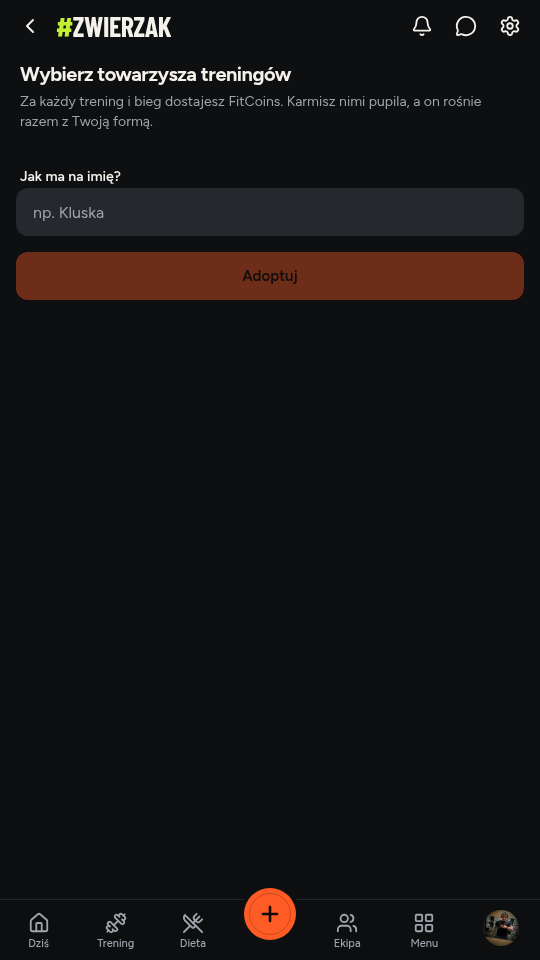 #ZWIERZAK
Wybierz towarzysza treningów
Za każdy trening i bieg dostajesz FitCoins. Karmisz nimi pupila, a on rośnie
razem z Twoją formą.
Jak ma na imię?
np. Kluska
Adoptuj
Dziś
Trening
Dieta
Ekipa
Menu